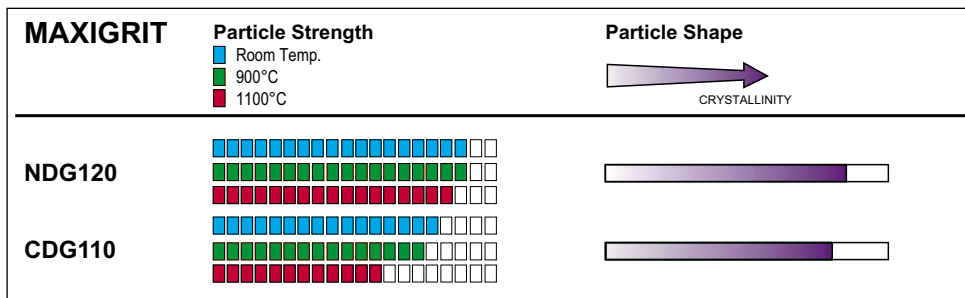 MAXIGRIT
Particle Strength
Room Temp.
900°C
1100°C
Particle Shape
CRYSTALLINITY
NDG120
CDG110